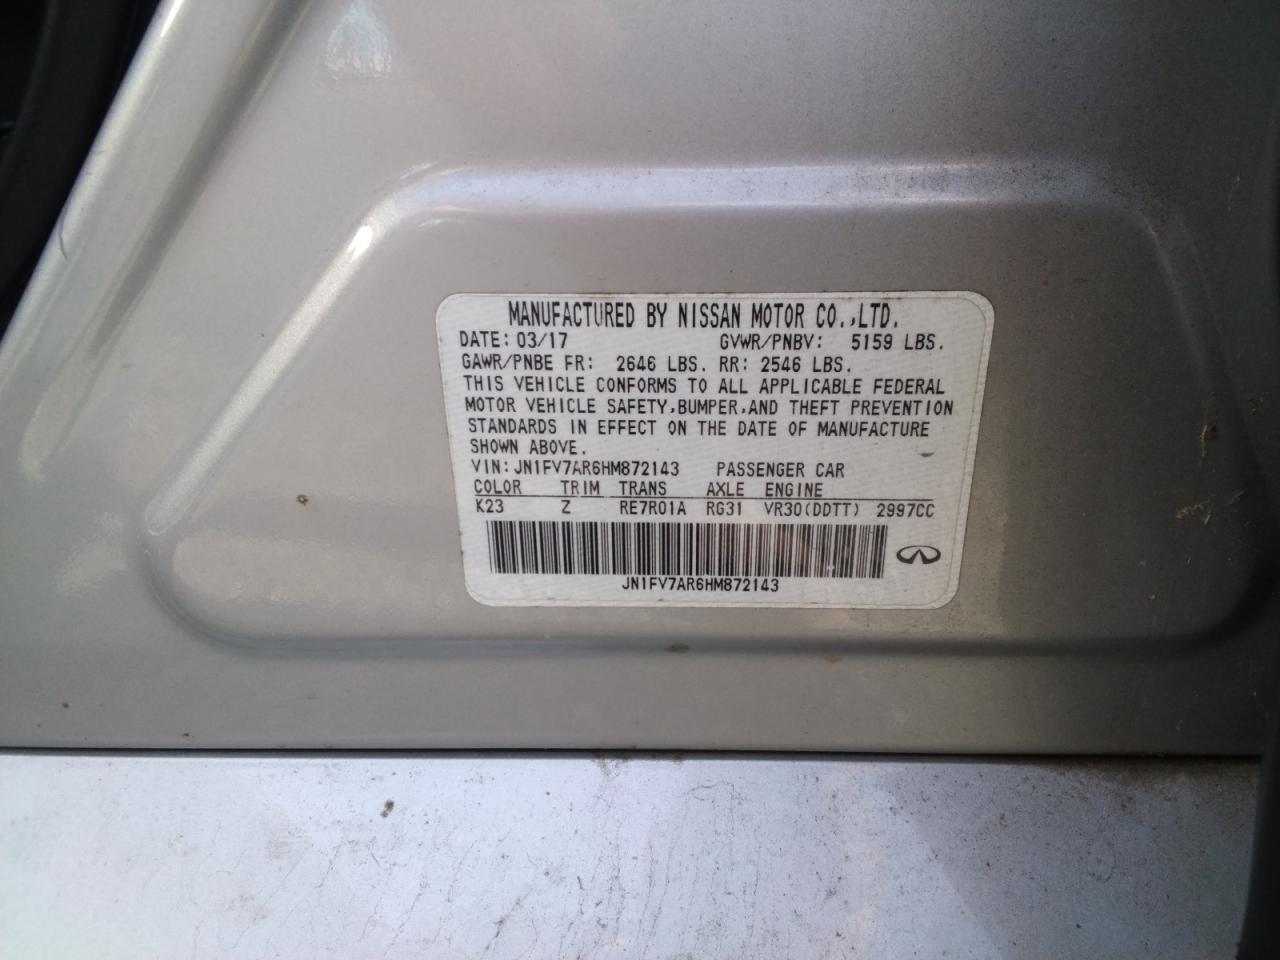 MANUFACTURED BY NISSAN MOTOR CO.,LTD.
DATE: 03/17 GVWR/PNBV: 5159 LBS.
GAWR/PNBE FR: 2646 LBS. RR: 2546 LBS.
THIS VEHICLE CONFORMS TO ALL APPLICABLE FEDERAL
MOTOR VEHICLE SAFETY,BUMPER,AND THEFT PREVENTION
STANDARDS IN EFFECT ON THE DATE OF MANUFACTURE
SHOWN ABOVE.
VIN:JN1FV7AR6HM872143 PASSENGER CAR
COLOR TRIM TRANS AXLE ENGINE
K23 Z RE7R01A RG31 VR30(DDTT) 2997CC
JN1FV7AR6HM872143